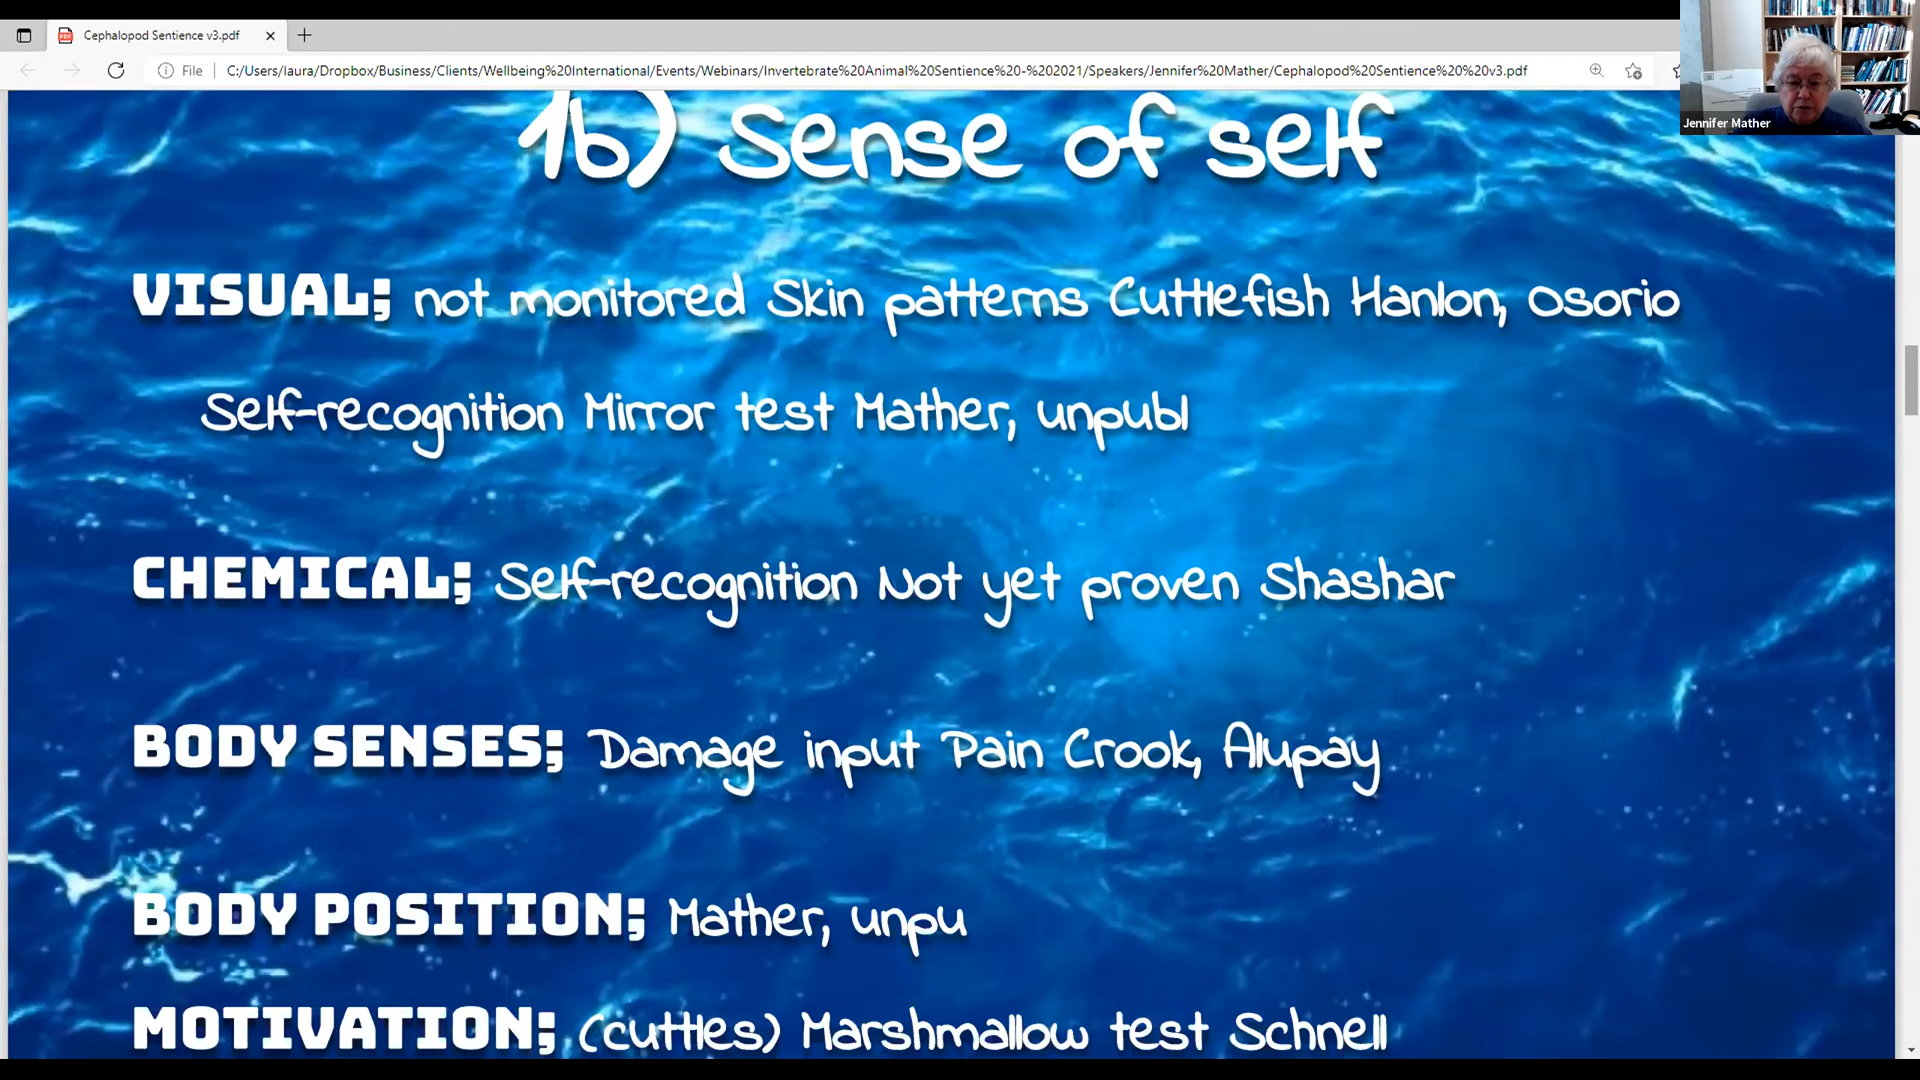 Cephalopod Sentience v3.pdf
File
C:/Users/laura/Dropbox/Business/Clients/Wellbeing%20International/Events/Webinars/Invertebrate%20Animal%20Sentience%20-%202021/Speakers/Jennifer%20Mather/Cephalopod%20Sentience%20%20v3.pdf
Jennifer Mather
1b) Sense of self
VISUAL; not monitored Skin patterns Cuttlefish Hanlon, Osorio
Self-recognition Mirror test Mather, unpubl
CHEMICAL; Self-recognition Not yet proven Shashar
BODY SENSES; Damage input Pain Crook, Alupay
BODY POSITION; Mather, unpu
MOTIVATION; (cuttles) Marshmallow test Schnell